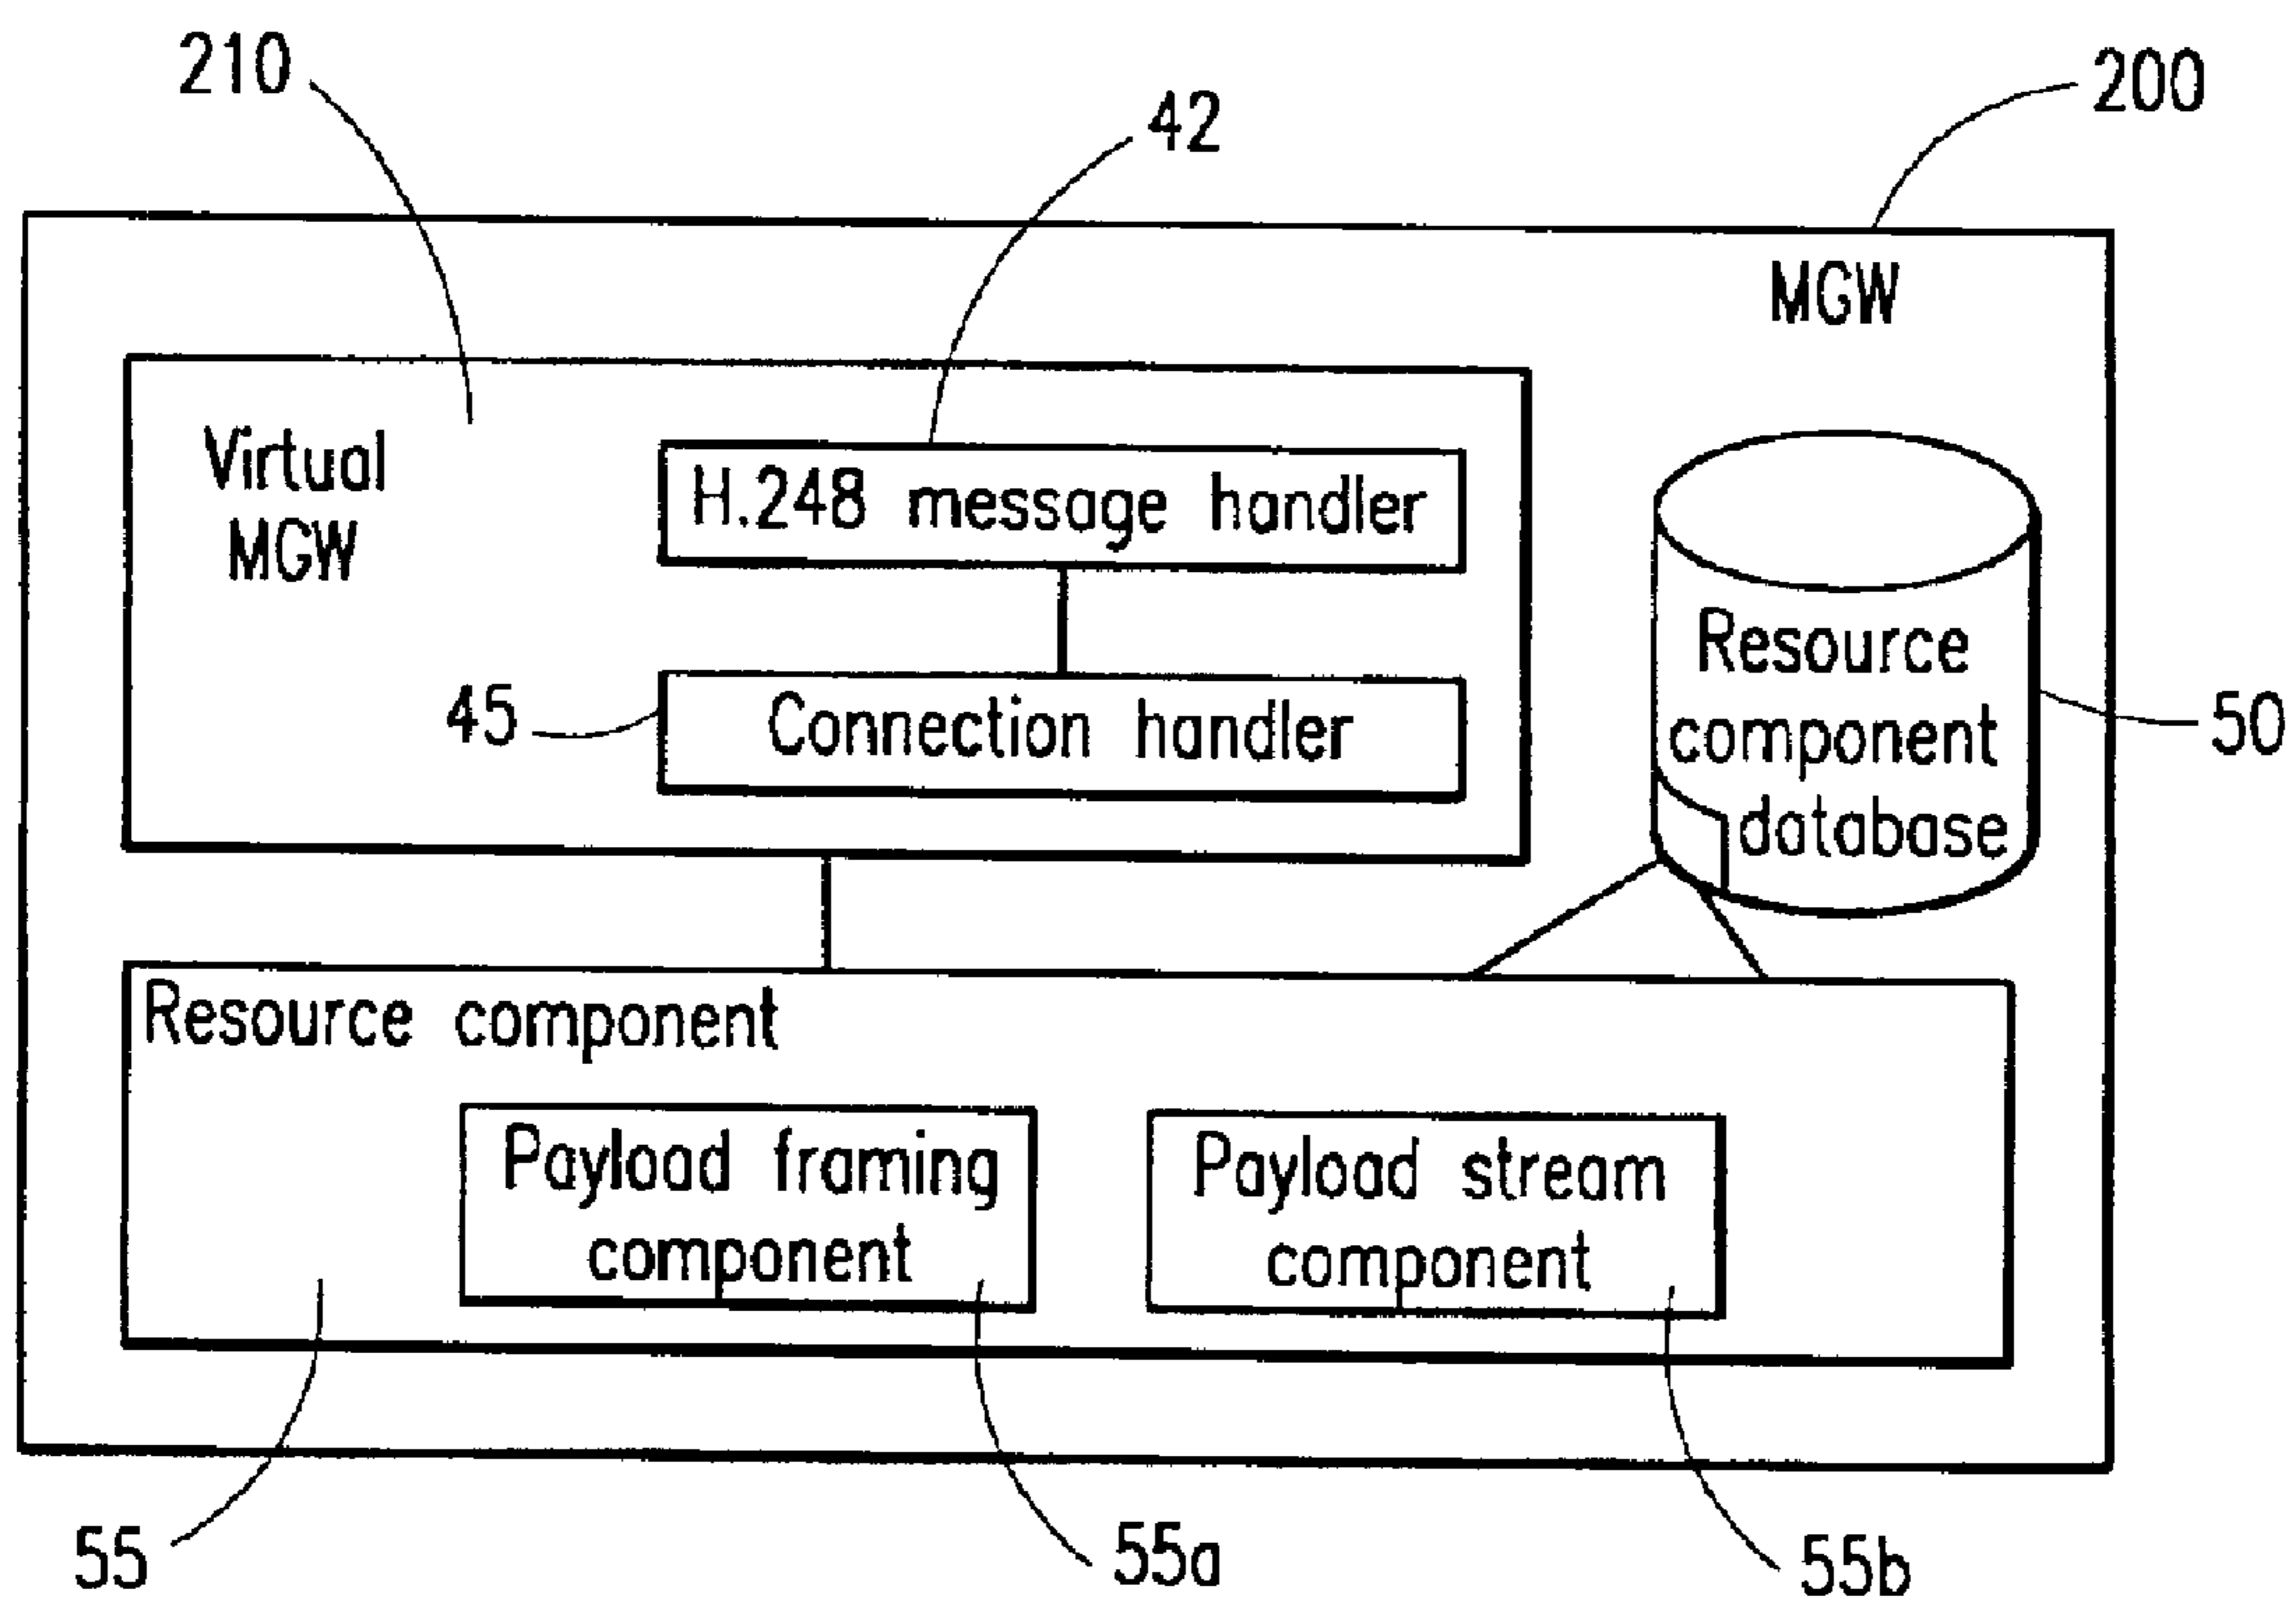 210
42
200
MGW
Virtual
MGW
H.248 message handler
45
Connection handler
Resource
component
database
50
Resource component
Payload framing
component
Payload stream
component
55
55a
55b